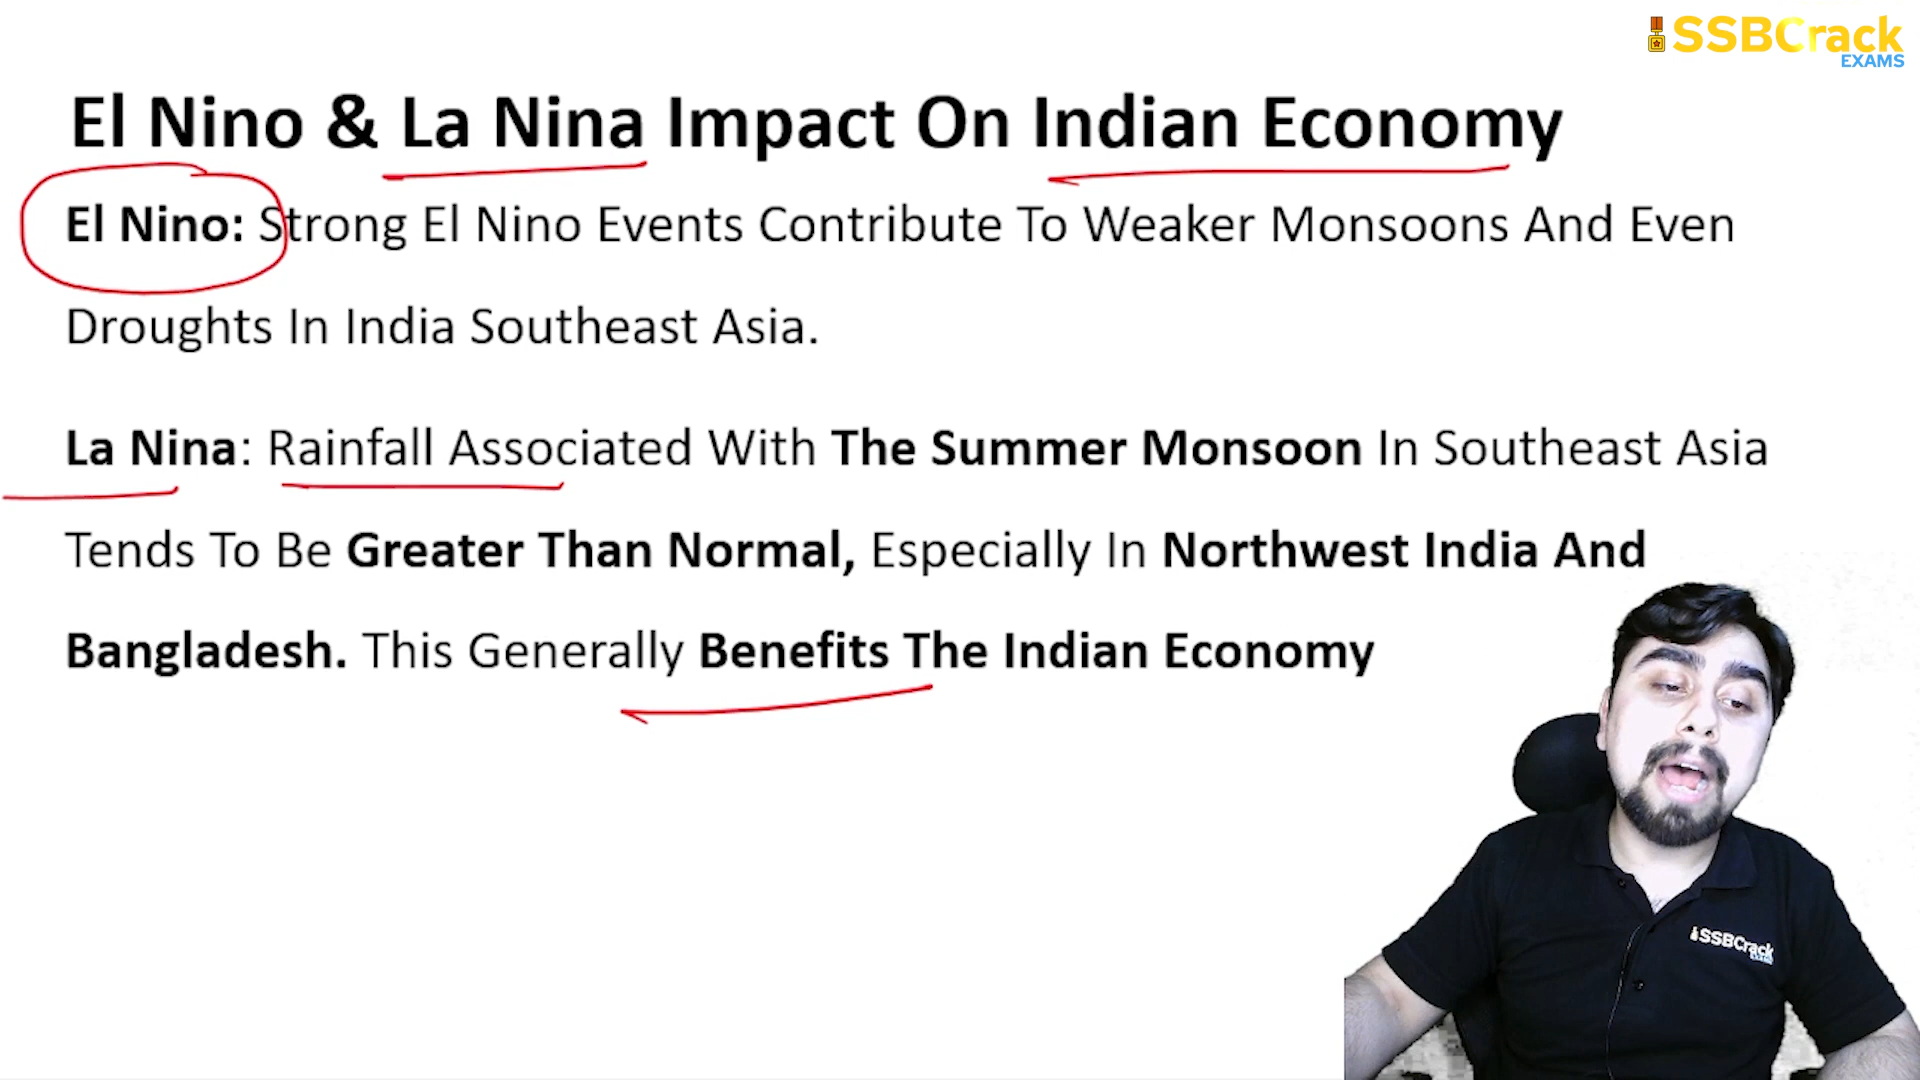 SSBCrack
EXAMS
El Nino & La Nina Impact On Indian Economy
El Nino: Strong El Nino Events Contribute To Weaker Monsoons And Even
Droughts In India Southeast Asia.
La Nina: Rainfall Associated With The Summer Monsoon In Southeast Asia
Tends To Be Greater Than Normal, Especially In Northwest India And
Bangladesh. This Generally Benefits The Indian Economy
SSBCrack
EXAMS